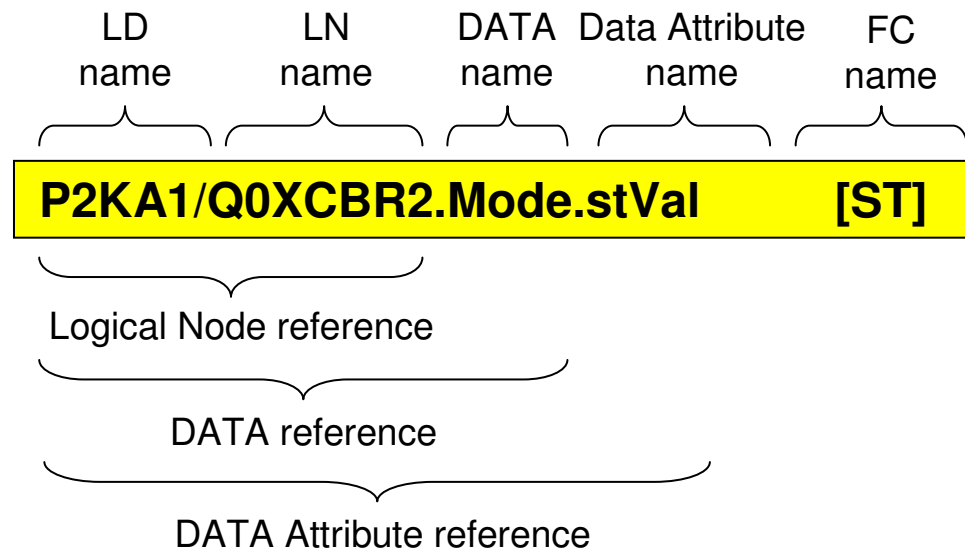 LD LN DATA Data Attribute FC
name name name name name
P2KA1/Q0XCBR2.Mode.stVal [ST]
Logical Node reference
DATA reference
DATA Attribute reference